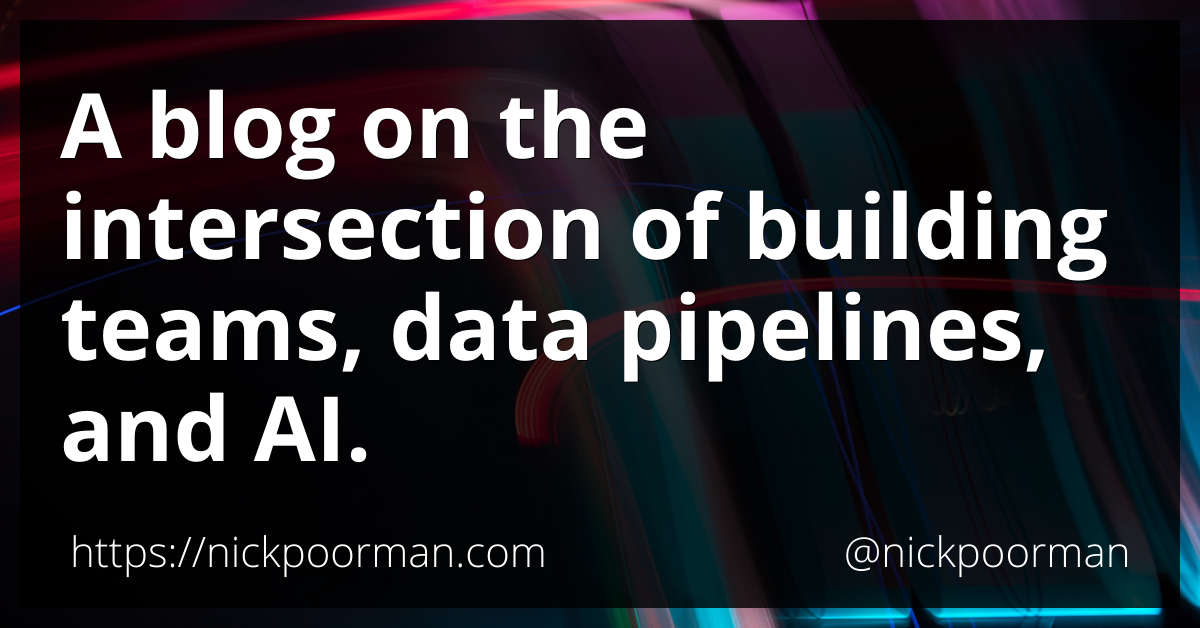 A blog on the
intersection of building
teams, data pipelines,
and AI.
https://nickpoorman.com
@nickpoorman